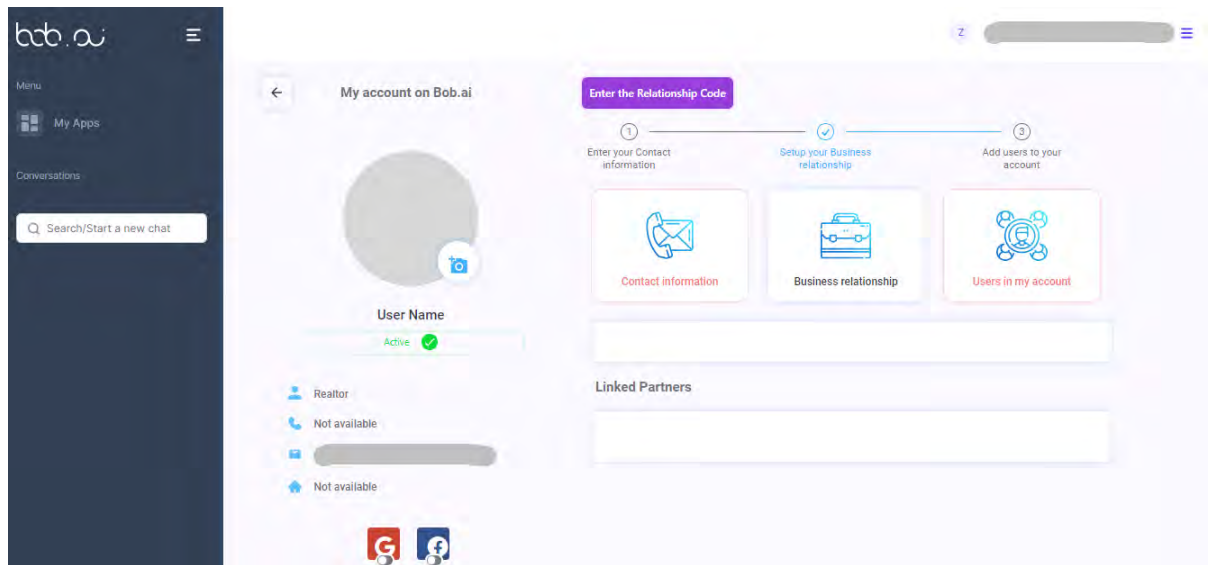 bob.ai
Z
Menu
My Apps
Conversations
Search/Start a new chat
My account on Bob.ai
User Name
Active
Realtor
Not available
Not available
G f
Enter the Relationship Code
1
3
Enter your Contact
information
Setup your Business
relationship
Add users to your
account
Contact information
Business relationship
Users in my account
Linked Partners